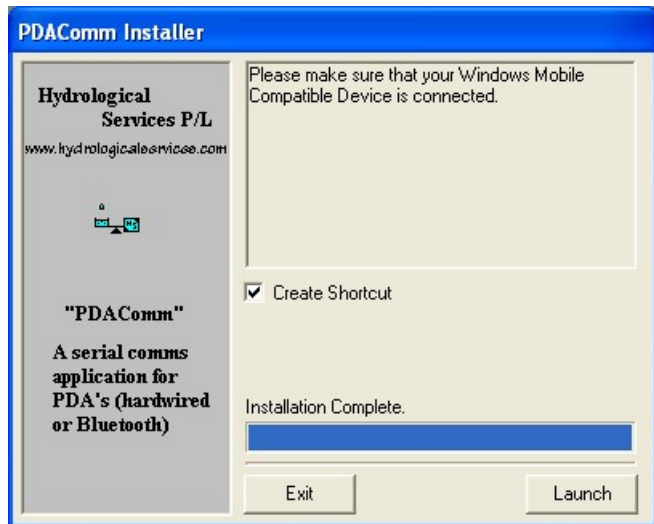 PDAComm Installer
Hydrological
Services P/L
www.hydrologicalservices.com
"PDAComm"
A serial comms
application for
PDA's (hardwired
or Bluetooth)
Please make sure that your Windows Mobile
Compatible Device is connected.
Create Shortcut
Installation Complete.
Exit
Launch